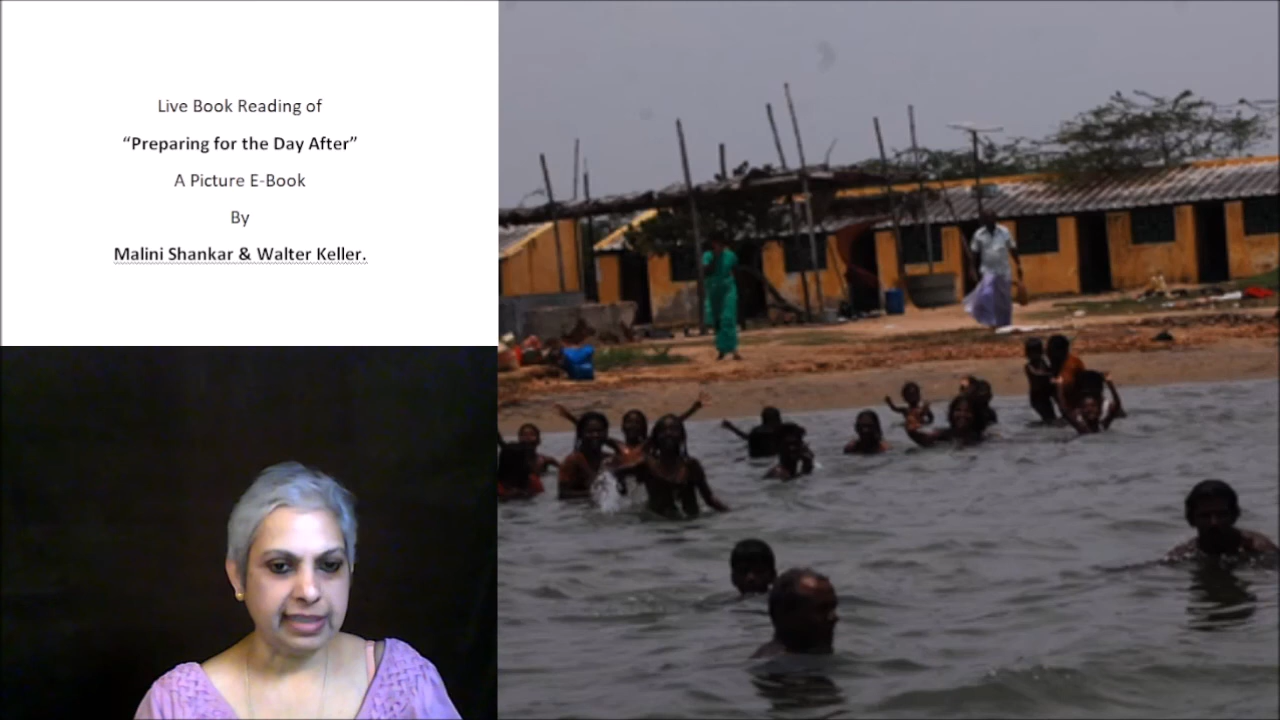 Live Book Reading of
“Preparing for the Day After”
A Picture E-Book
By
Malini Shankar & Walter Keller.